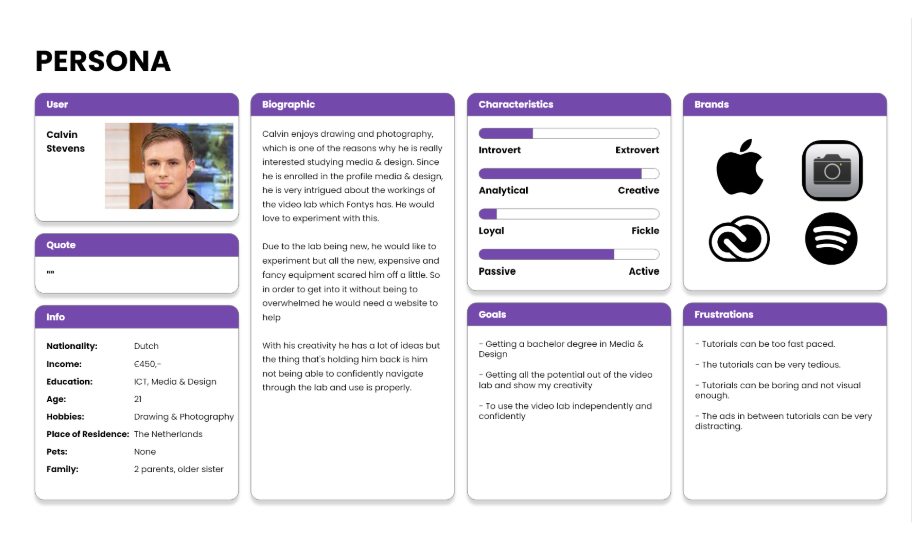 PERSONA
User
Calvin
Stevens
Quote
""
Info
Nationality: Dutch
Income: €450,-
Education: ICT, Media & Design
Age: 21
Hobbies: Drawing & Photography
Place of Residence: The Netherlands
Pets: None
Family: 2 parents, older sister
Biographic
Calvin enjoys drawing and photography,
which is one of the reasons why he is really
interested studying media & design. Since
he is enrolled in the profile media & design,
he is very intrigued about the workings of
the video lab which Fontys has. He would
love to experiment with this.
Due to the lab being new, he would like to
experiment but all the new, expensive and
fancy equipment scared him off a little. So
in order to get into it without being to
overwhelmed he would need a website to
help
With his creativity he has a lot of ideas but
the thing that's holding him back is him
not being able to confidently navigate
through the lab and use is properly.
Characteristics
Introvert Extrovert
Analytical Creative
Loyal Fickle
Passive Active
Goals
- Getting a bachelor degree in Media &
Design
- Getting all the potential out of the video
lab and show my creativity
- To use the video lab independently and
confidently
Brands
Frustrations
- Tutorials can be too fast paced.
- The tutorials can be very tedious.
- Tutorials can be boring and not visual
enough.
- The ads in between tutorials can be very
distracting.